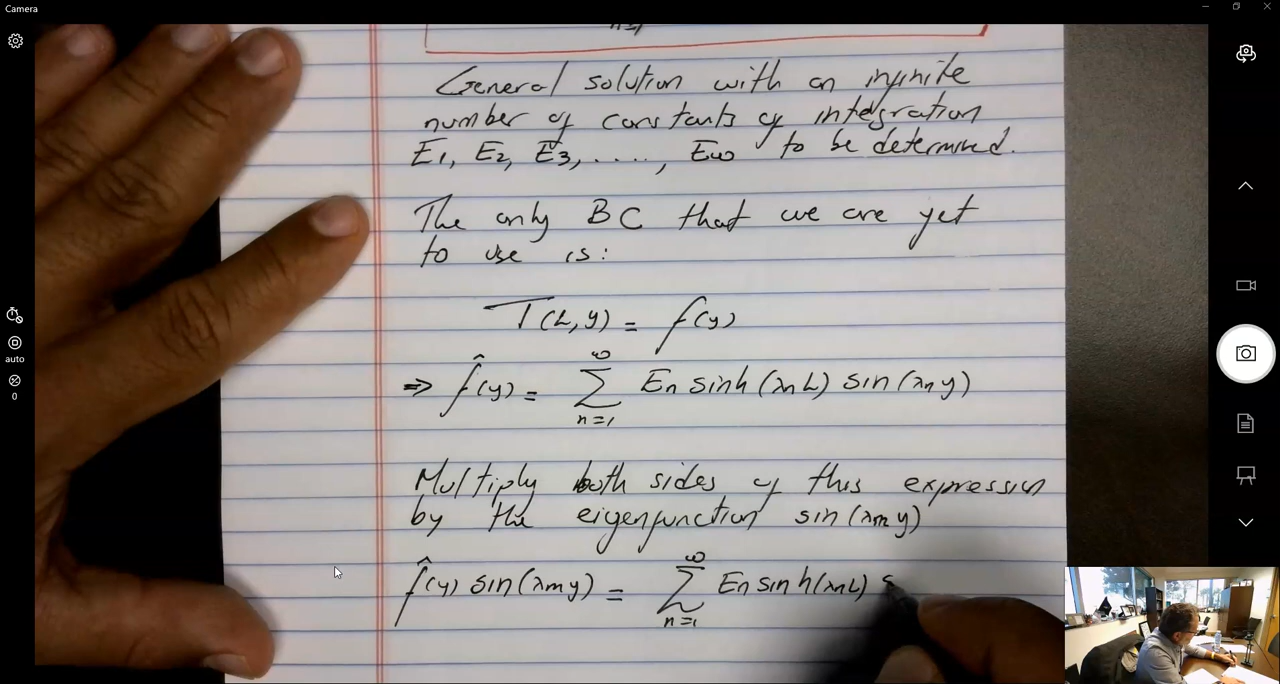 Camera
n=1
General solution with an infinite
number of constants of integration
E1, E2, E3, ...., E∞ to be determined.
The only BC that we are yet
to use is:
T(L, y) = f(y)
⇒ f̂(y) = ∞∑n=1 En sinh(λn L) sin(λn y)
Multiply both sides of this expression
by the eigenfunction sin(λm y)
f̂(y) sin(λm y) = ∞∑n=1 En sinh(λn L) s
auto
0